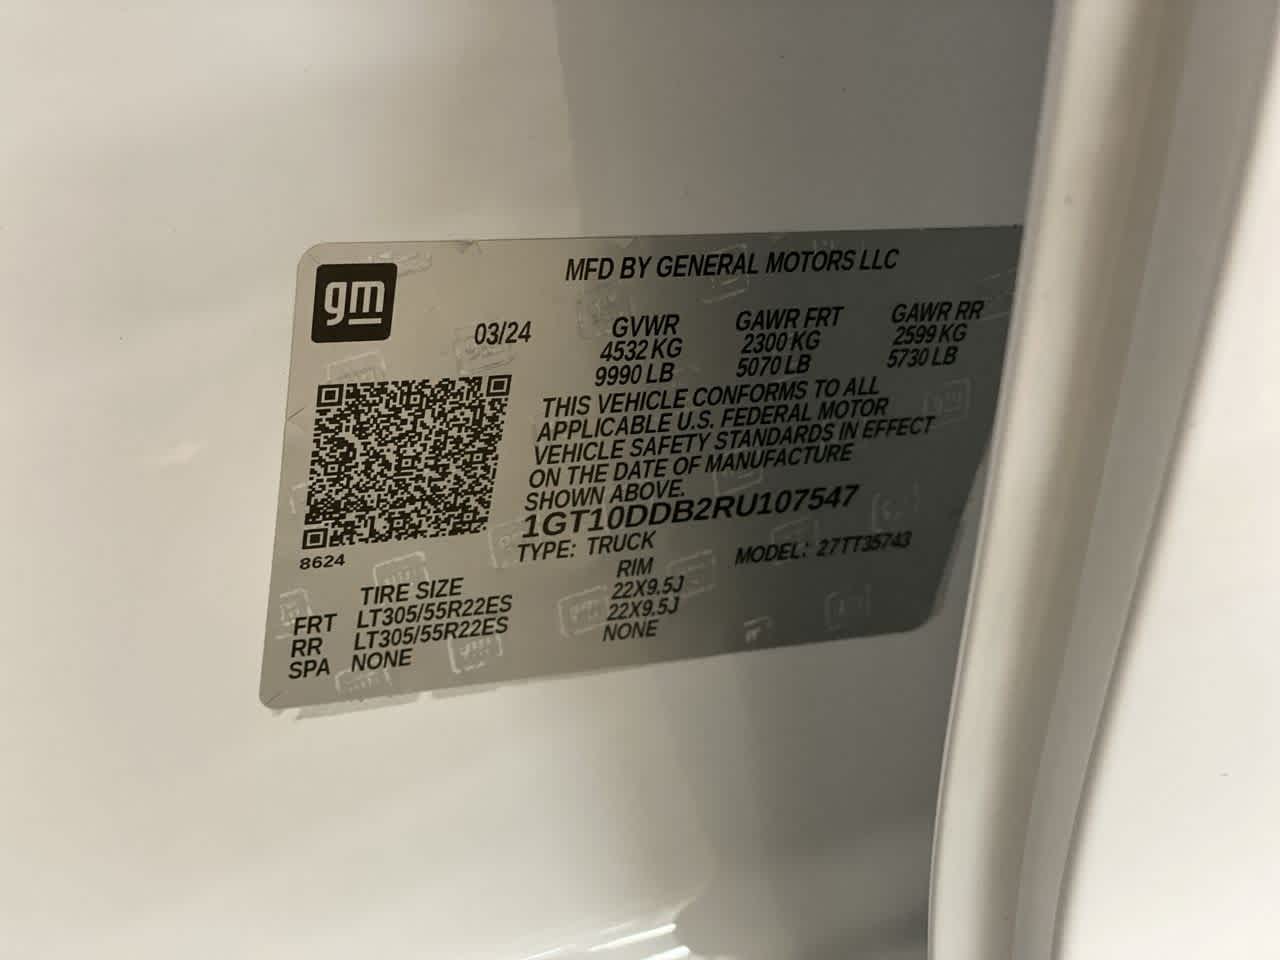 gm
MFD BY GENERAL MOTORS LLC
03/24 GVWR GAWR FRT GAWR RR
4532 KG 2300 KG 2599 KG
9990 LB 5070 LB 5730 LB
THIS VEHICLE CONFORMS TO ALL
APPLICABLE U.S. FEDERAL MOTOR
VEHICLE SAFETY STANDARDS IN EFFECT
ON THE DATE OF MANUFACTURE
SHOWN ABOVE.
1GT10DDB2RU107547
TYPE: TRUCK MODEL: 27TT35743
8624
TIRE SIZE RIM
FRT LT305/55R22ES 22X9.5J
RR LT305/55R22ES 22X9.5J
SPA NONE NONE